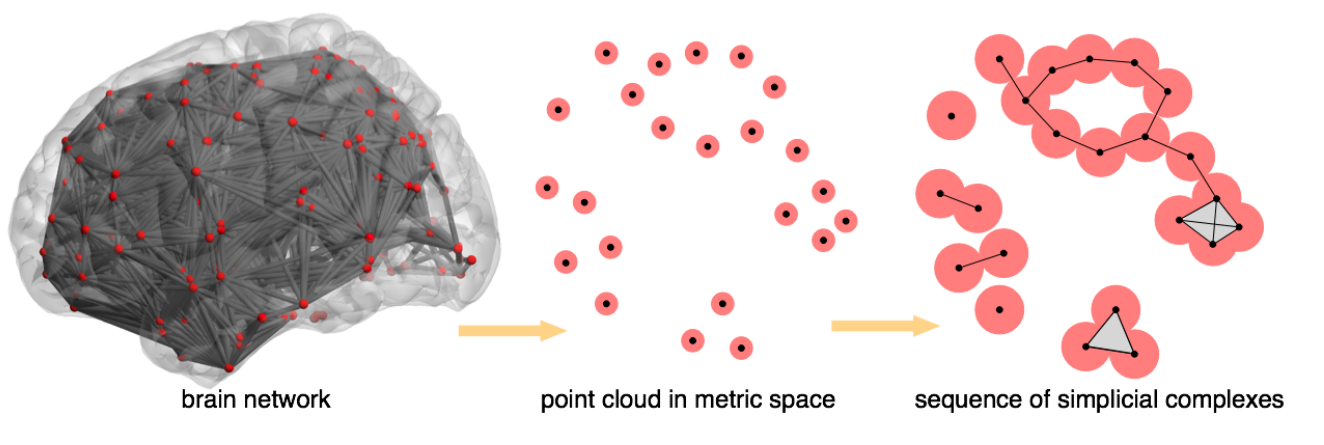 brain network
point cloud in metric space
sequence of simplicial complexes